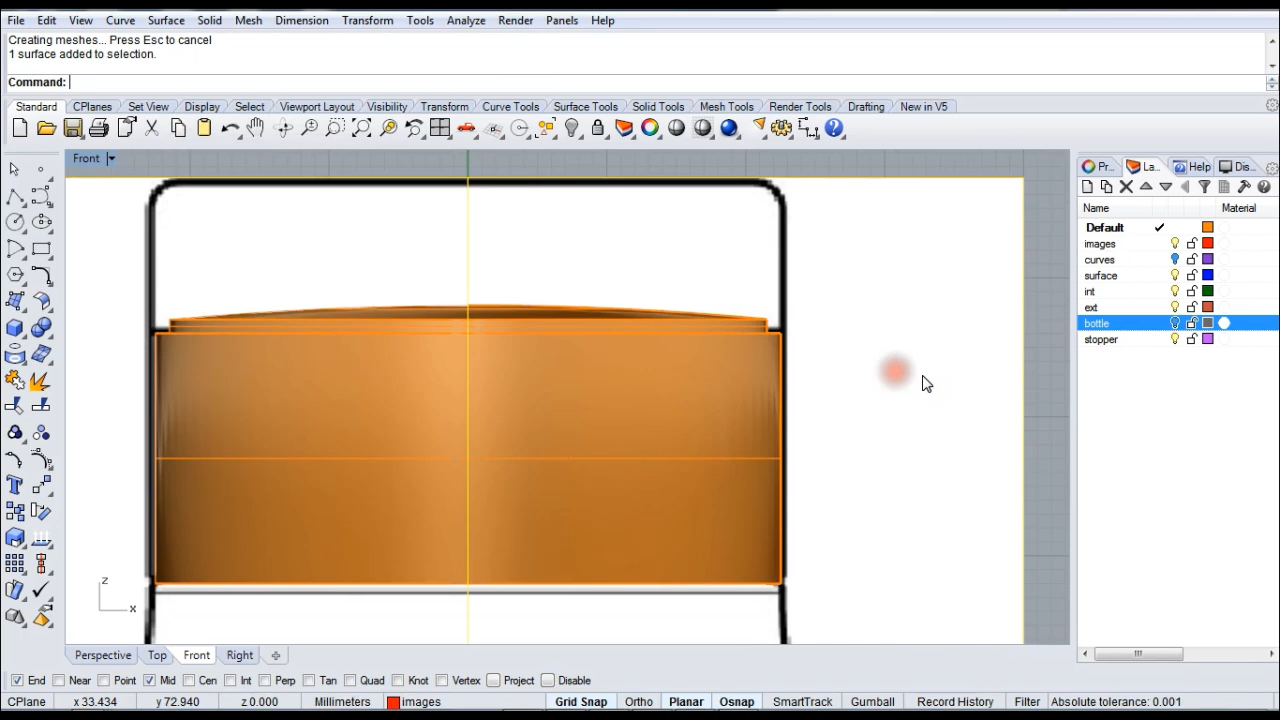 File Edit View Curve Surface Solid Mesh Dimension Transform Tools Analyze Render Panels Help
Creating meshes... Press Esc to cancel
1 surface added to selection.
Command:
Standard CPlanes Set View Display Select Viewport Layout Visibility Transform Curve Tools Surface Tools Solid Tools Mesh Tools Render Tools Drafting New in V5
Front
Pr... La... Help Dis...
Name Material
Default
images
curves
surface
int
ext
bottle
stopper
z
x
Perspective Top Front Right
End Near Point Mid Cen Int Perp Tan Quad Knot Vertex Project Disable
CPlane x 33.434 y 72.940 z 0.000 Millimeters images Grid Snap Ortho Planar Osnap SmartTrack Gumball Record History Filter Absolute tolerance: 0.001